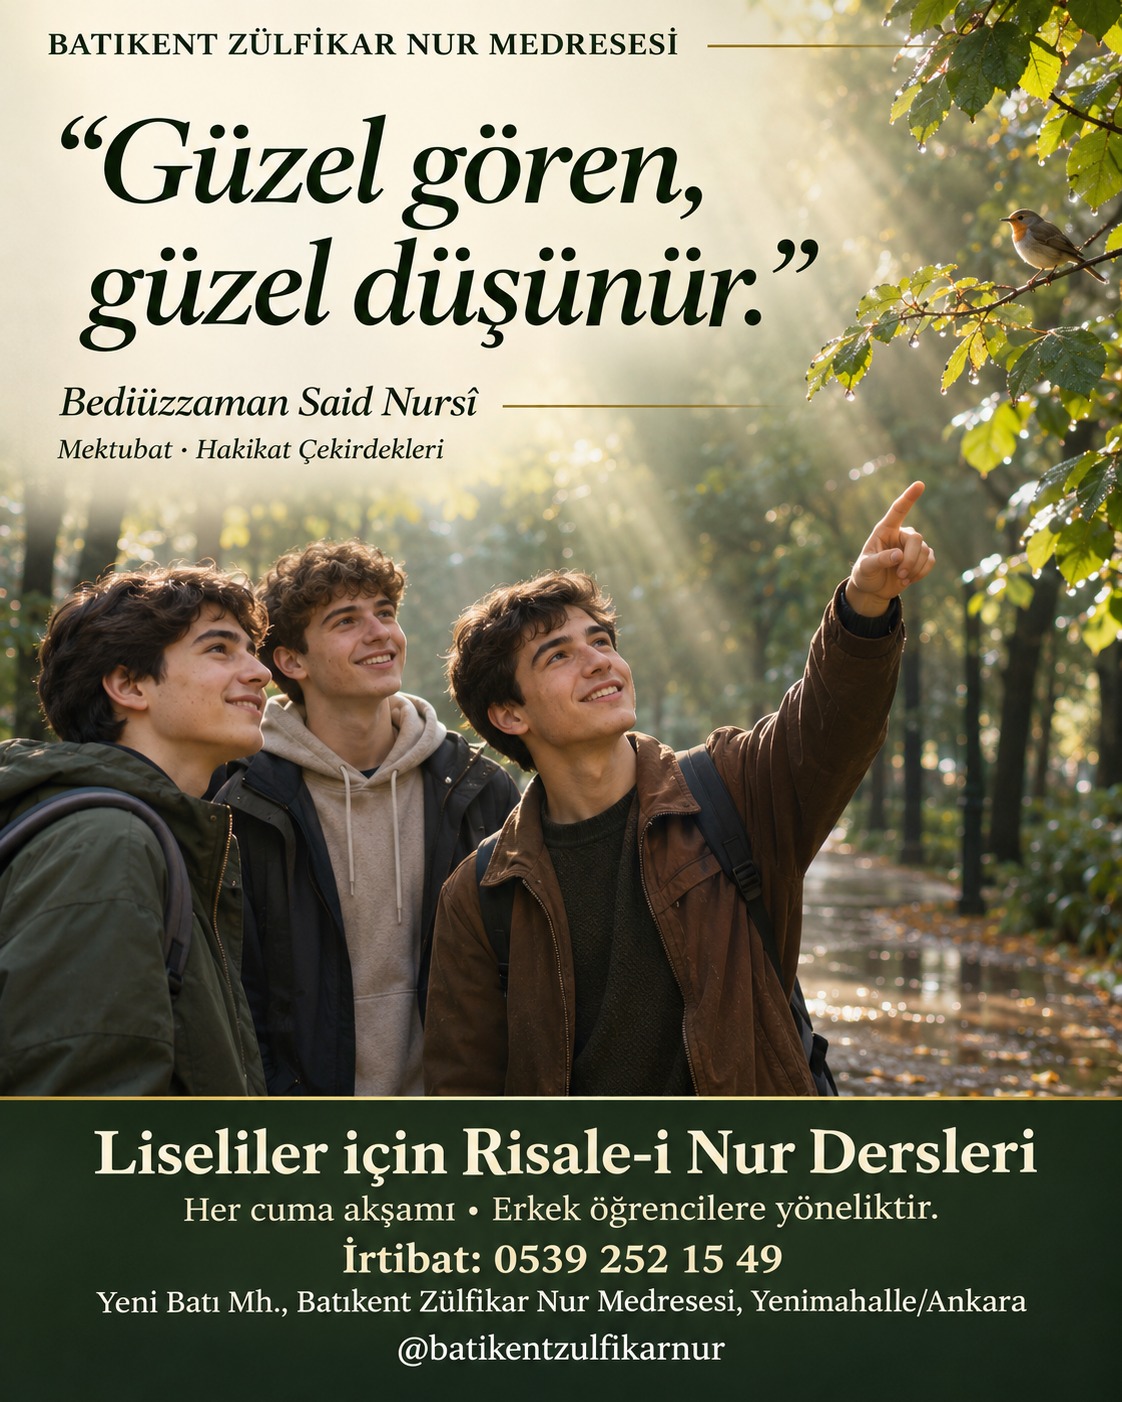 BATIKENT ZÜLFİKAR NUR MEDRESESİ
“Güzel gören,
güzel düşünür.”
Bediüzzaman Said Nursî
Mektubat • Hakikat Çekirdekleri
Liseliler için Risale-i Nur Dersleri
Her cuma akşamı • Erkek öğrencilere yöneliktir.
İrtibat: 0539 252 15 49
Yeni Batı Mh., Batıkent Zülfikar Nur Medresesi, Yenimahalle/Ankara
@batikentzulfikarnur